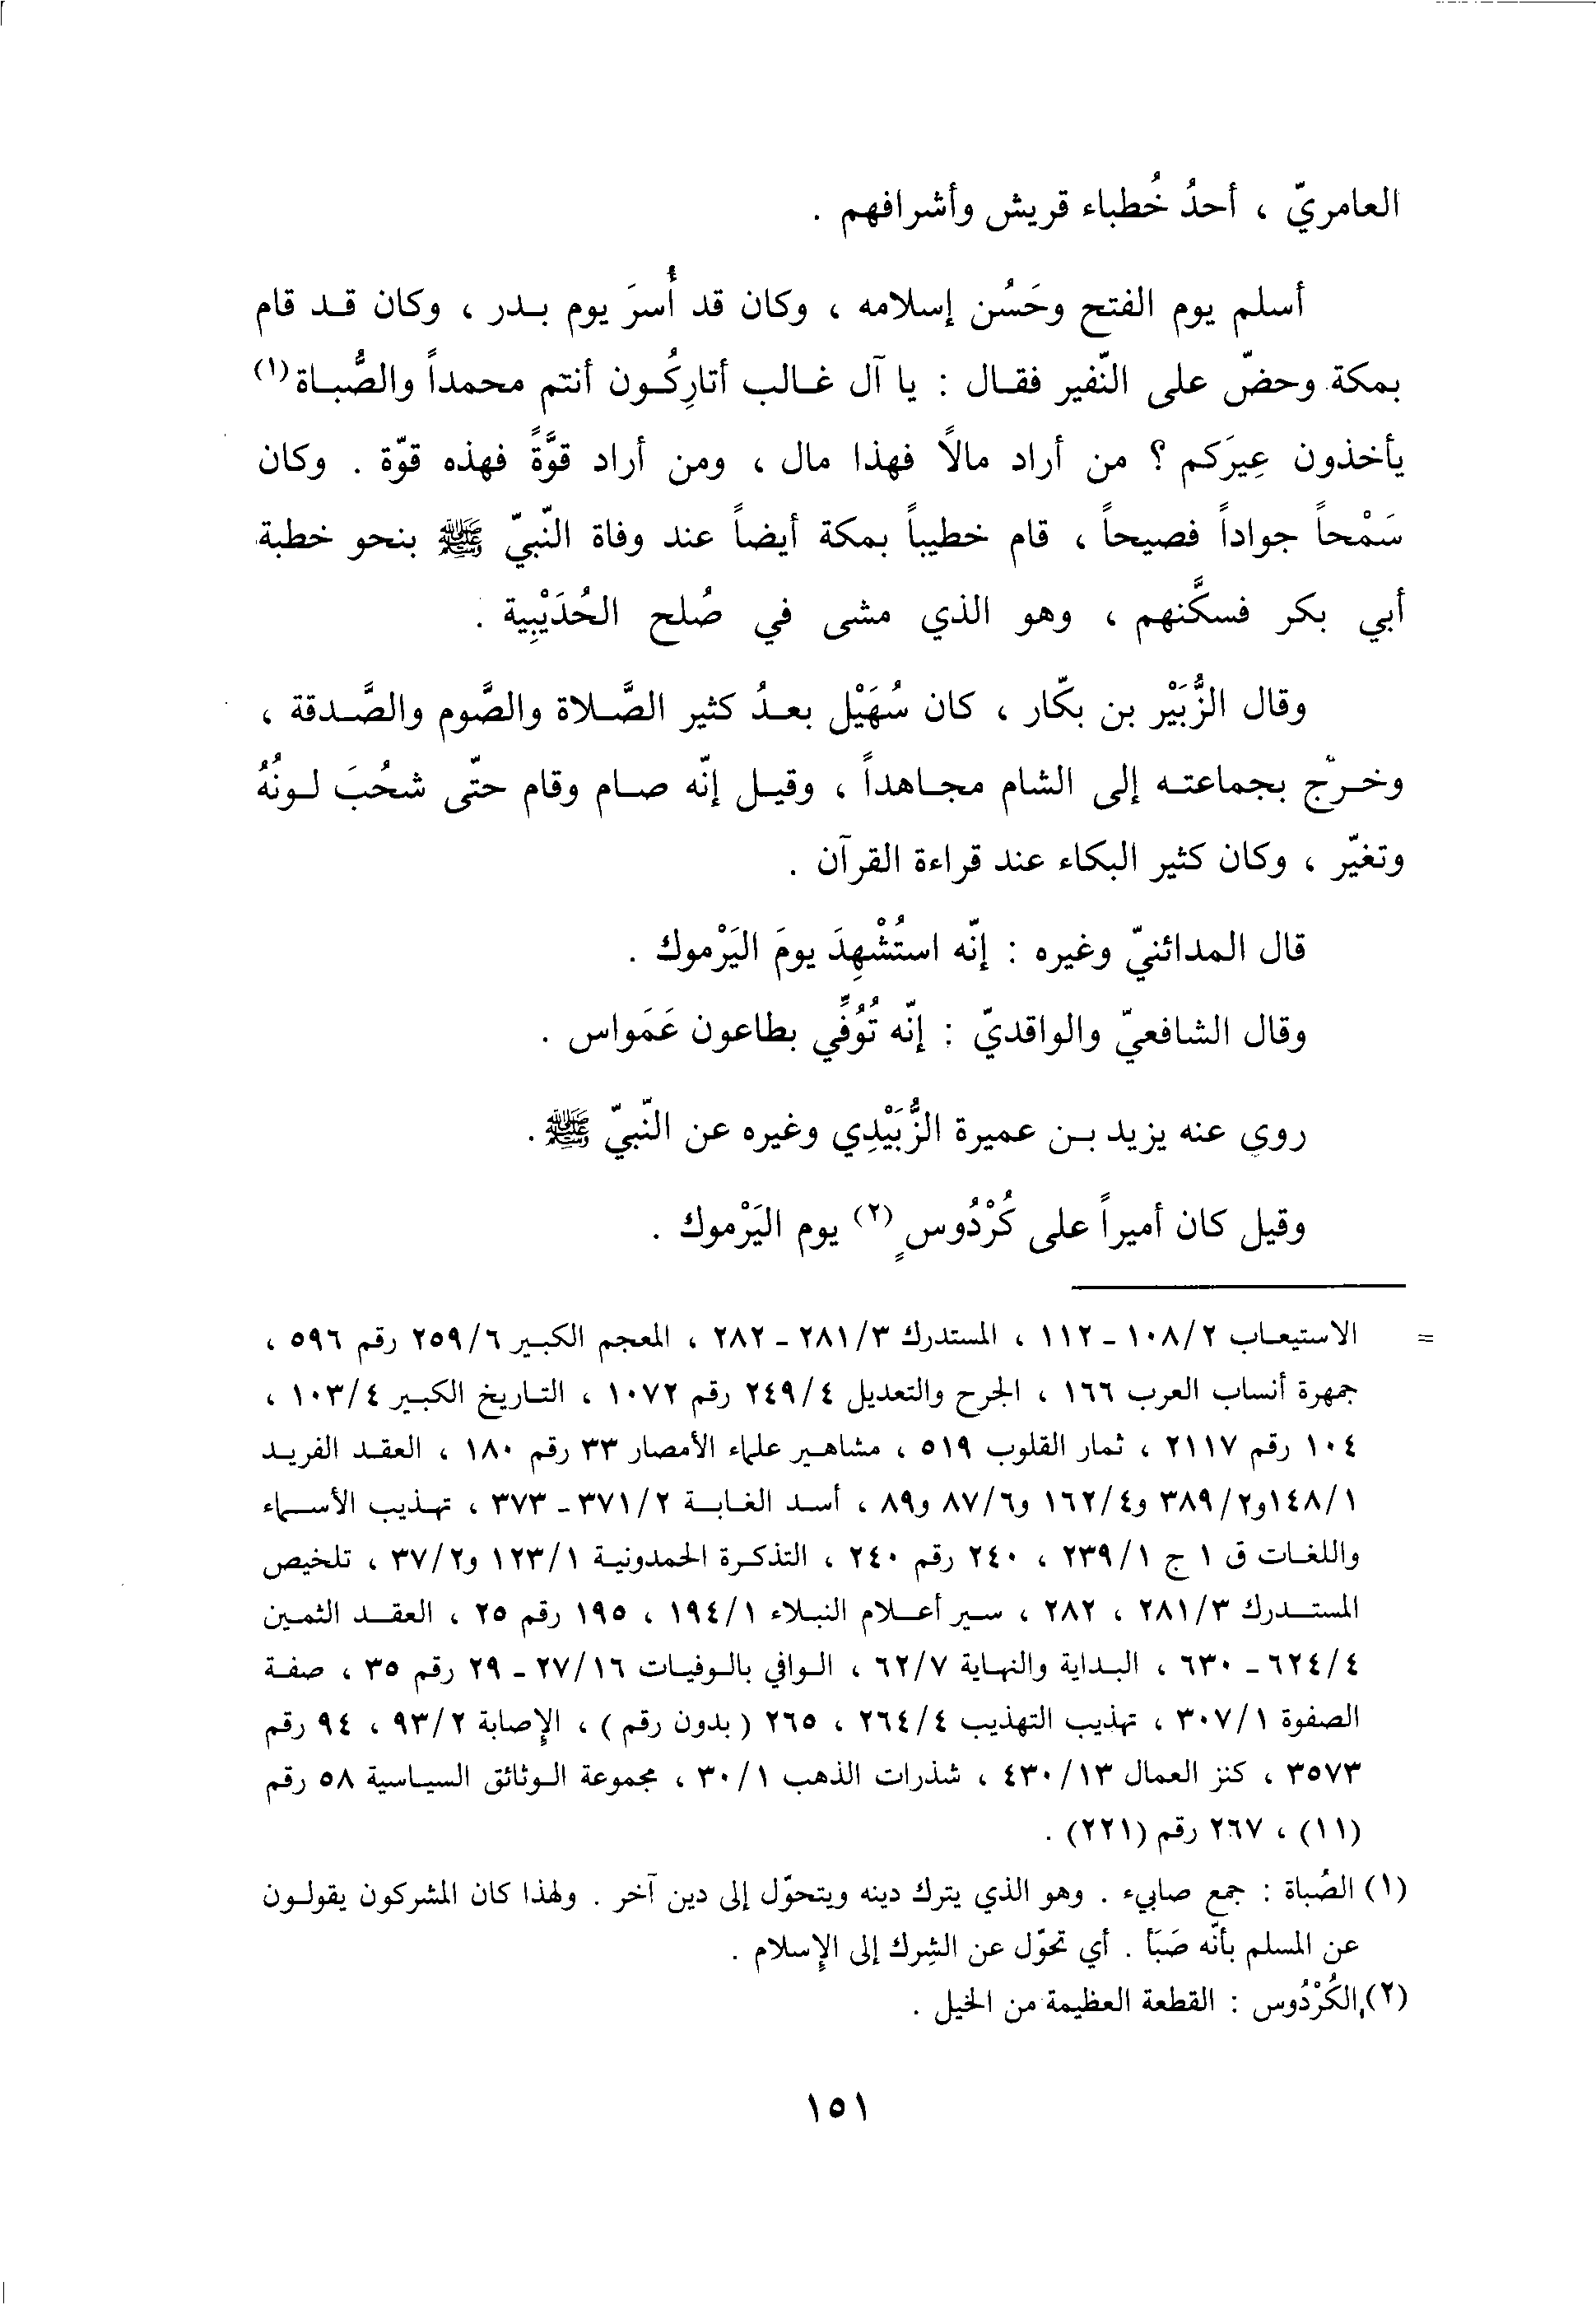 العامريّ ، أحدُ خُطباء قريش وأشرافهم .
أسلم يوم الفتح وحَسُن إسلامه ، وكان قد أُسرَ يوم بدر ، وكان قد قام
بمكة وحضّ على النّفير فقال : يا آل غالب أتارِكُون أنتم محمداً والصُّباة(١)
يأخذون عِيرَكم ؟ من أراد مالاً فهذا مال ، ومن أراد قوَّةً فهذه قوّة . وكان
سَمْحاً جواداً فصيحاً ، قام خطيباً بمكة أيضاً عند وفاة النّبيّ ﷺ بنحو خطبة
أبي بكر فسكَّنهم ، وهو الذي مشى في صُلح الحُدَيْبِية .
وقال الزُّبَيْر بن بكّار ، كان سُهَيْل بعدُ كثير الصَّلاة والصَّوم والصَّدقة ،
وخرّج بجماعته إلى الشام مجاهداً ، وقيل إنّه صام وقام حتّى شحُبَ لونُهُ
وتغيّر ، وكان كثير البكاء عند قراءة القرآن .
قال المدائنيّ وغيره : إنّه استُشْهِدَ يومَ اليَرْموك .
وقال الشافعيّ والواقديّ : إنّه تُوُفِّي بطاعون عَمَواس .
روى عنه يزيد بن عميرة الزُّبَيْدِي وغيره عن النّبيّ ﷺ .
وقيل كان أميراً على كُرْدُوسٍ(٢) يوم اليَرْموك .
= الاستيعاب ١٠٨/٢ - ١١٢ ، المستدرك ٢٨١/٣ - ٢٨٢ ، المعجم الكبير ٢٥٩/٦ رقم ٥٩٦ ،
جمهرة أنساب العرب ١٦٦ ، الجرح والتعديل ٢٤٩/٤ رقم ١٠٧٢ ، التاريخ الكبير ١٠٣/٤ ،
١٠٤ رقم ٢١١٧ ، ثمار القلوب ٥١٩ ، مشاهير علماء الأمصار ٣٣ رقم ١٨٠ ، العقد الفريد
١٤٨/١و٣٨٩/٢ و١٦٢/٤ و٨٧/٦ و٨٩ ، أسد الغابة ٣٧١/٢ - ٣٧٣ ، تهذيب الأسماء
واللغات ق ١ ج ٢٣٩/١ ، ٢٤٠ رقم ٢٤٠ ، التذكرة الحمدونية ١٢٣/١ و٣٧/٢ ، تلخيص
المستدرك ٢٨١/٣ ، ٢٨٢ ، سير أعلام النبلاء ١٩٤/١ ، ١٩٥ رقم ٢٥ ، العقد الثمين
٦٢٤/٤ - ٦٣٠ ، البداية والنهاية ٦٢/٧ ، الوافي بالوفيات ٢٧/١٦ - ٢٩ رقم ٣٥ ، صفة
الصفوة ٣٠٧/١ ، تهذيب التهذيب ٢٦٤/٤ ، ٢٦٥ (بدون رقم) ، الإصابة ٩٣/٢ ، ٩٤ رقم
٣٥٧٣ ، كنز العمال ٤٣٠/١٣ ، شذرات الذهب ٣٠/١ ، مجموعة الوثائق السياسية ٥٨ رقم
(١١) ، ٢٦٧ رقم (٢٢١) .
(١) الصُباة : جمع صابيء . وهو الذي يترك دينه ويتحوّل إلى دين آخر . ولهذا كان المشركون يقولون
عن المسلم بأنّه صَبَأ . أي تحوّل عن الشِرك إلى الإسلام .
(٢) الكُرْدُوس : القطعة العظيمة من الخيل .
١٥١